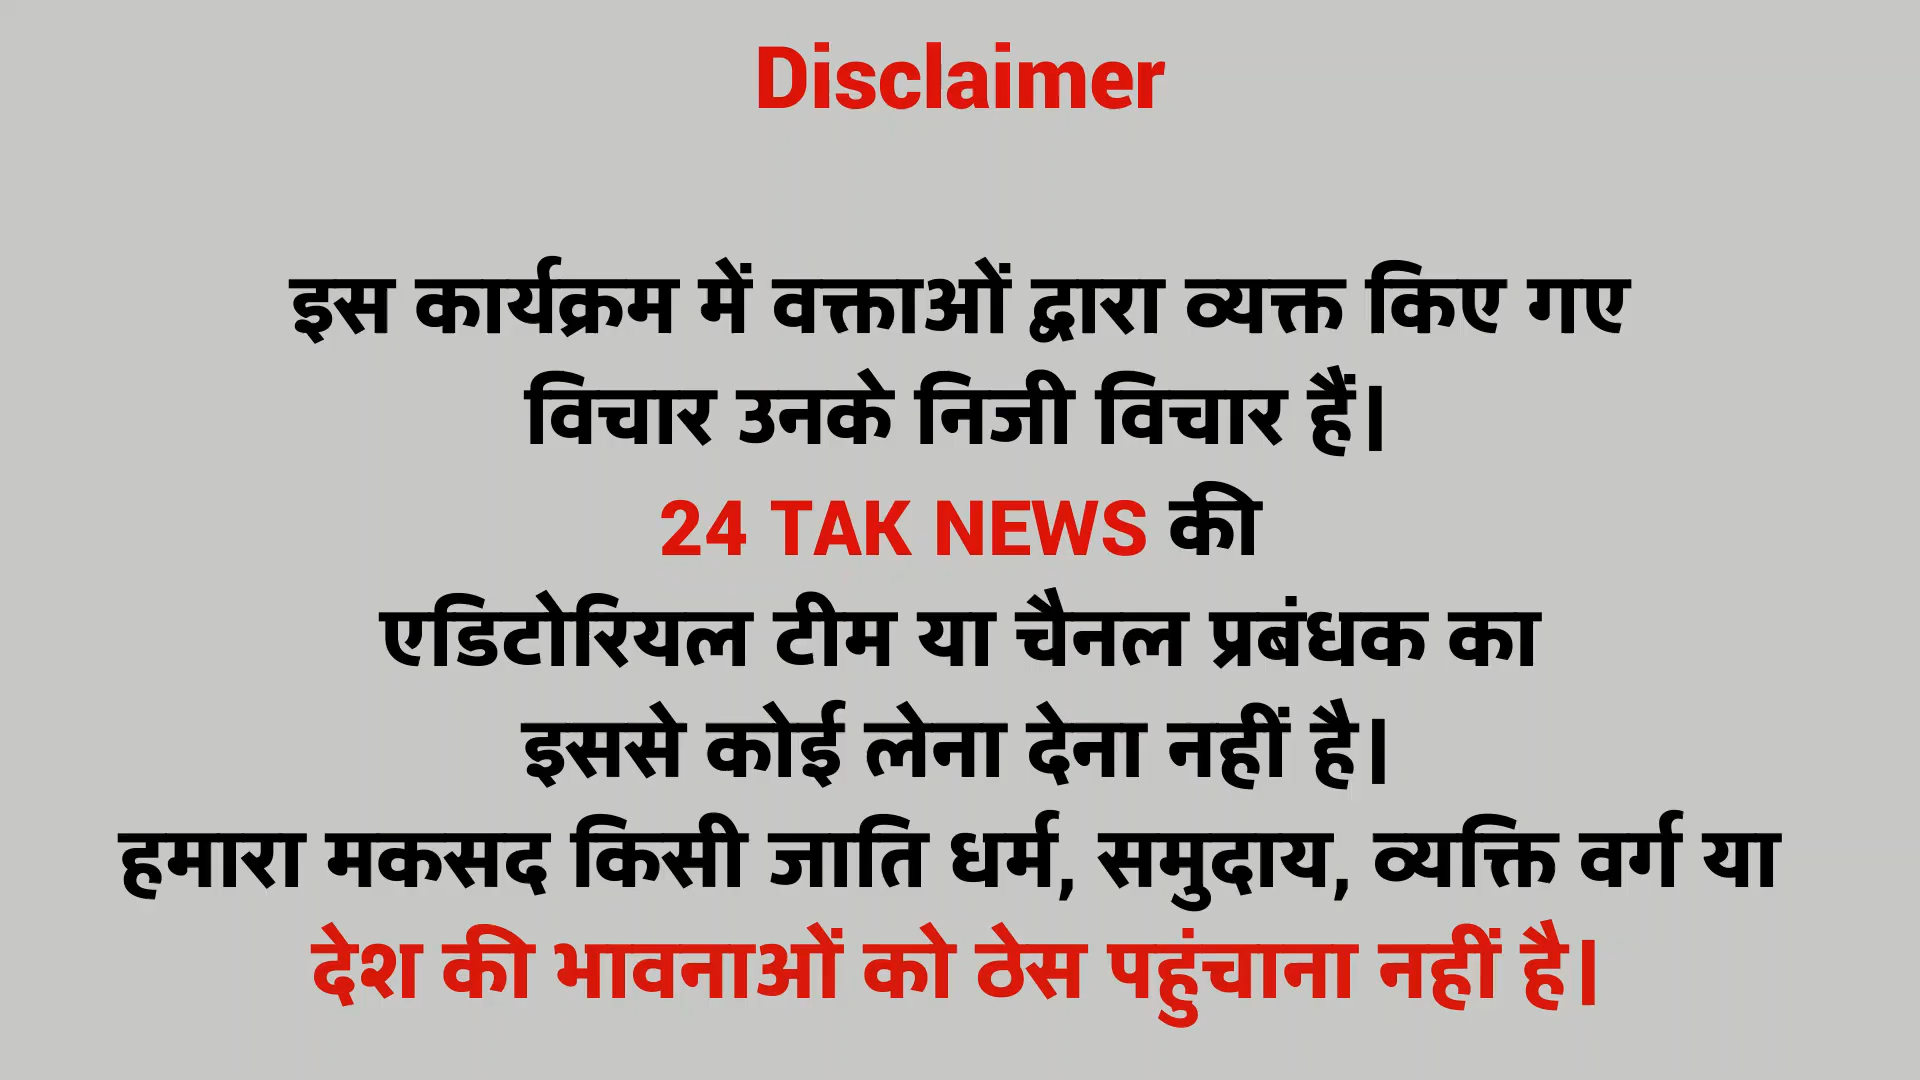 Disclaimer
इस कार्यक्रम में वक्ताओं द्वारा व्यक्त किए गए
विचार उनके निजी विचार हैं।
24 TAK NEWS की
एडिटोरियल टीम या चैनल प्रबंधक का
इससे कोई लेना देना नहीं है।
हमारा मकसद किसी जाति धर्म, समुदाय, व्यक्ति वर्ग या
देश की भावनाओं को ठेस पहुंचाना नहीं है।